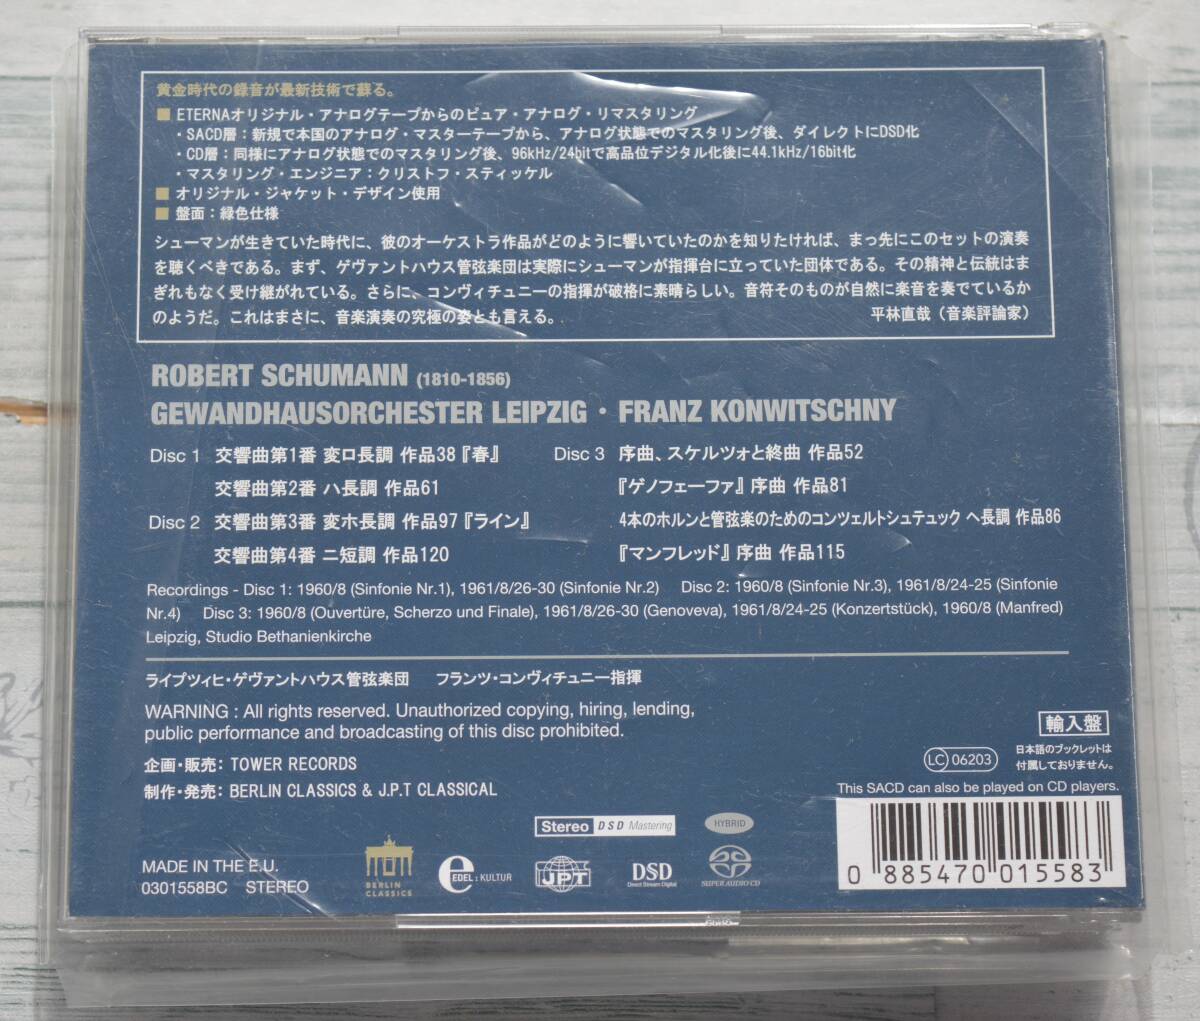 黄金時代の録音が最新技術で蘇る。
■ ETERNAオリジナル・アナログテープからのピュア・アナログ・リマスタリング
・SACD層：新規で本国のアナログ・マスターテープから、アナログ状態でのマスタリング後、ダイレクトにDSD化
・CD層：同様にアナログ状態でのマスタリング後、96kHz/24bitで高品位デジタル化後に44.1kHz/16bit化
・マスタリング・エンジニア：クリストフ・スティッケル
■ オリジナル・ジャケット・デザイン使用
■ 盤面：緑色仕様
シューマンが生きていた時代に、彼のオーケストラ作品がどのように響いていたのかを知りたければ、まっ先にこのセットの演奏
を聴くべきである。まず、ゲヴァントハウス管弦楽団は実際にシューマンが指揮台に立っていた団体である。その精神と伝統はま
ぎれもなく受け継がれている。さらに、コンヴィチュニーの指揮が破格に素晴らしい。音符そのものが自然に楽音を奏でているか
のようだ。これはまさに、音楽演奏の究極の姿とも言える。 平林直哉（音楽評論家）
ROBERT SCHUMANN (1810-1856)
GEWANDHAUSORCHESTER LEIPZIG・FRANZ KONWITSCHNY
Disc 1 交響曲第1番 変ロ長調 作品38『春』
交響曲第2番 ハ長調 作品61
Disc 2 交響曲第3番 変ホ長調 作品97『ライン』
交響曲第4番 ニ短調 作品120
Disc 3 序曲、スケルツォと終曲 作品52
『ゲノフェーファ』序曲 作品81
4本のホルンと管弦楽のためのコンツェルトシュテュック ヘ長調 作品86
『マンフレッド』序曲 作品115
Recordings - Disc 1: 1960/8 (Sinfonie Nr.1), 1961/8/26-30 (Sinfonie Nr.2) Disc 2: 1960/8 (Sinfonie Nr.3), 1961/8/24-25 (Sinfonie
Nr.4) Disc 3: 1960/8 (Ouvertüre, Scherzo und Finale), 1961/8/26-30 (Genoveva), 1961/8/24-25 (Konzertstück), 1960/8 (Manfred)
Leipzig, Studio Bethanienkirche
ライプツィヒ・ゲヴァントハウス管弦楽団 フランツ・コンヴィチュニー指揮
WARNING : All rights reserved. Unauthorized copying, hiring, lending,
public performance and broadcasting of this disc prohibited.
企画・販売：TOWER RECORDS
制作・発売：BERLIN CLASSICS & J.P.T CLASSICAL
輸入盤
LC 06203
日本語のブックレットは
付属しておりません。
This SACD can also be played on CD players.
Stereo DSD Mastering
HYBRID
MADE IN THE E.U.
0301558BC STEREO
BERLIN
CLASSICS
e
EDEL : KULTUR
JPT
DSD
Direct Stream Digital
SUPER AUDIO CD
0 885470 015583